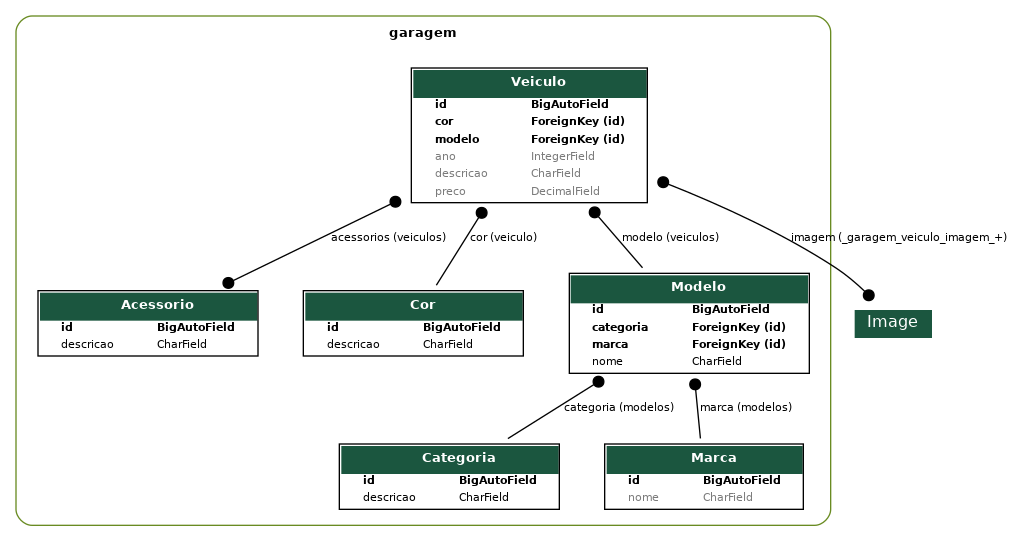 garagem
Veiculo
id BigAutoField
cor ForeignKey (id)
modelo ForeignKey (id)
ano IntegerField
descricao CharField
preco DecimalField
acessorios (veiculos) cor (veiculo) modelo (veiculos) imagem (_garagem_veiculo_imagem_+)
Acessorio
id BigAutoField
descricao CharField
Cor
id BigAutoField
descricao CharField
Modelo
id BigAutoField
categoria ForeignKey (id)
marca ForeignKey (id)
nome CharField
Image
categoria (modelos) marca (modelos)
Categoria
id BigAutoField
descricao CharField
Marca
id BigAutoField
nome CharField